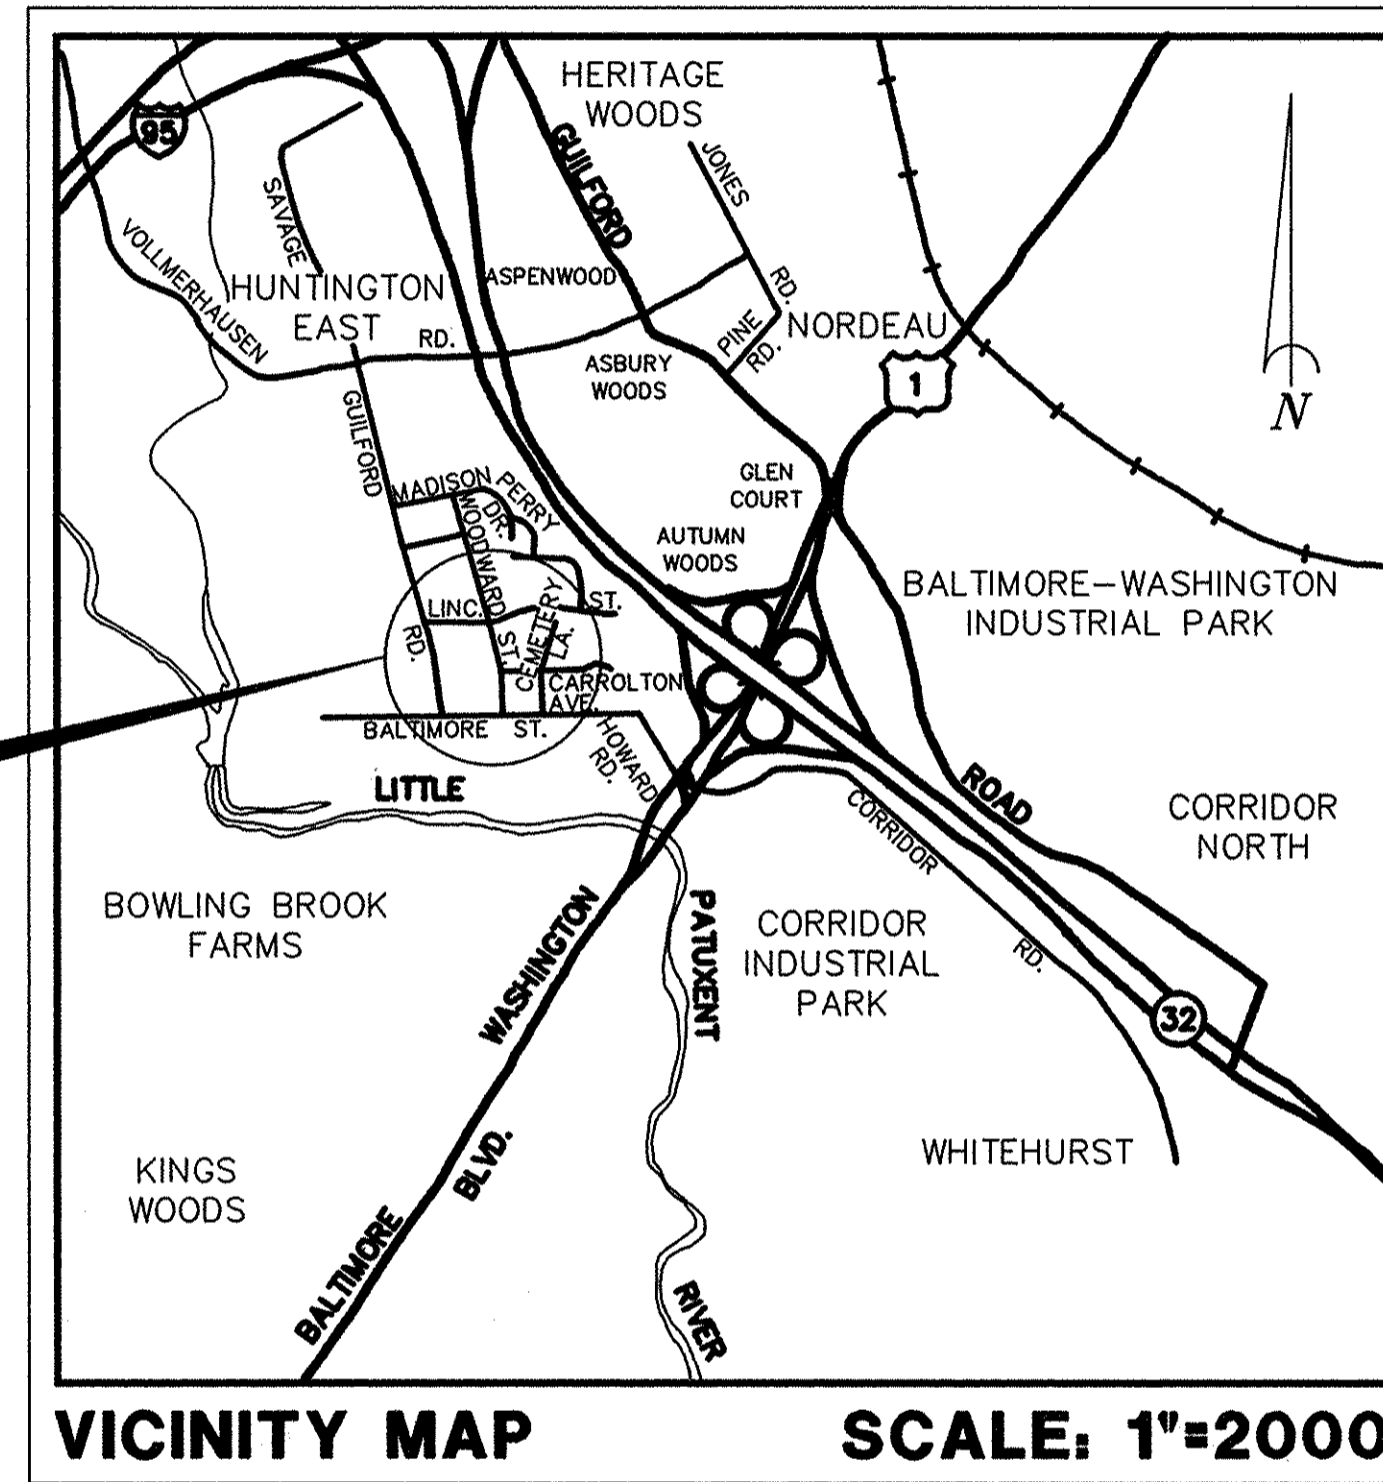 HERITAGE
WOODS
95
GUILFORD
JONES
SAVAGE
VOLLMERHAUSEN
HUNTINGTON
EAST
RD.
ASPENWOOD
RD.
PINE
RD.
NORDEAU
ASBURY
WOODS
1
N
GUILFORD
GLEN
COURT
MADISON
DR.
PERRY
WOODWARD
AUTUMN
WOODS
BALTIMORE-WASHINGTON
INDUSTRIAL PARK
LINC.
ST.
RD.
ST.
CEMETERY
LA.
CARROLTON
AVE.
BALTIMORE ST.
HOWARD
RD.
LITTLE
CORRIDOR
ROAD
CORRIDOR
NORTH
BOWLING BROOK
FARMS
WASHINGTON
PATUXENT
CORRIDOR
INDUSTRIAL
PARK
RD.
32
KINGS
WOODS
BLVD.
WHITEHURST
BALTIMORE
RIVER
VICINITY MAP
SCALE: 1"=2000